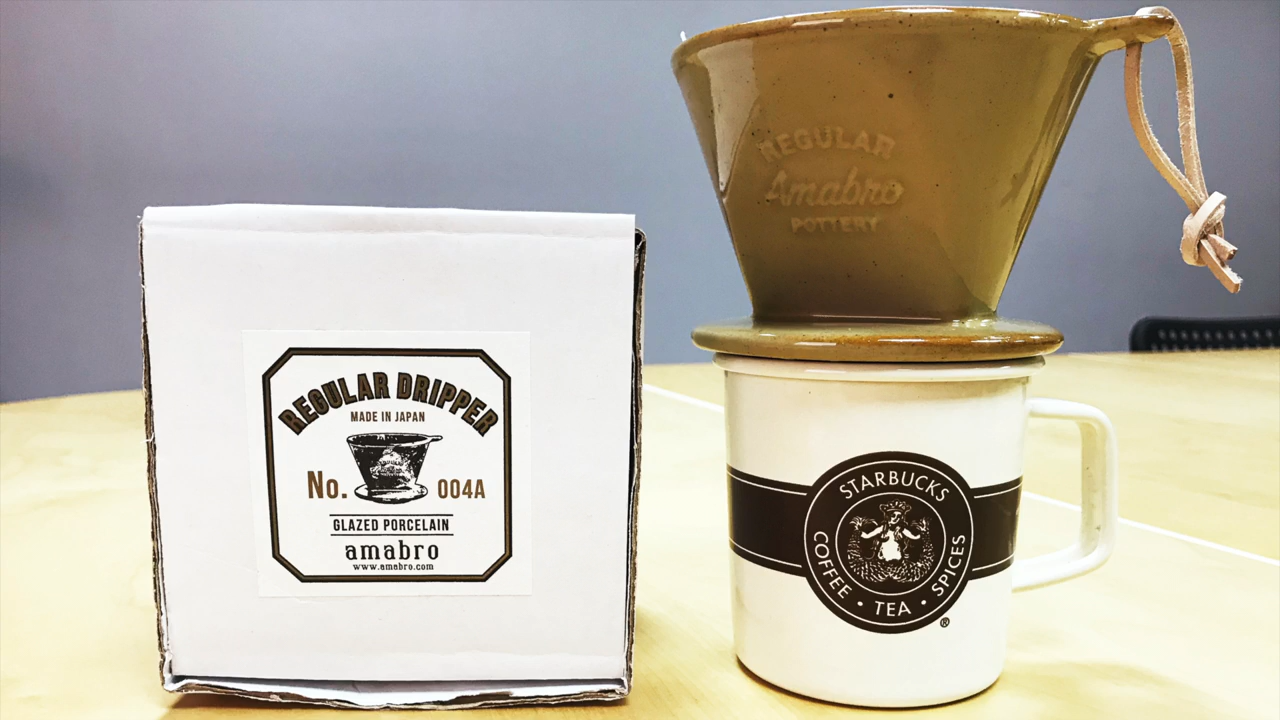 REGULAR DRIPPER
MADE IN JAPAN
No. 004A
GLAZED PORCELAIN
amabro
www.amabro.com
REGULAR
Amabro
POTTERY
STARBUCKS
COFFEE • TEA • SPICES
®